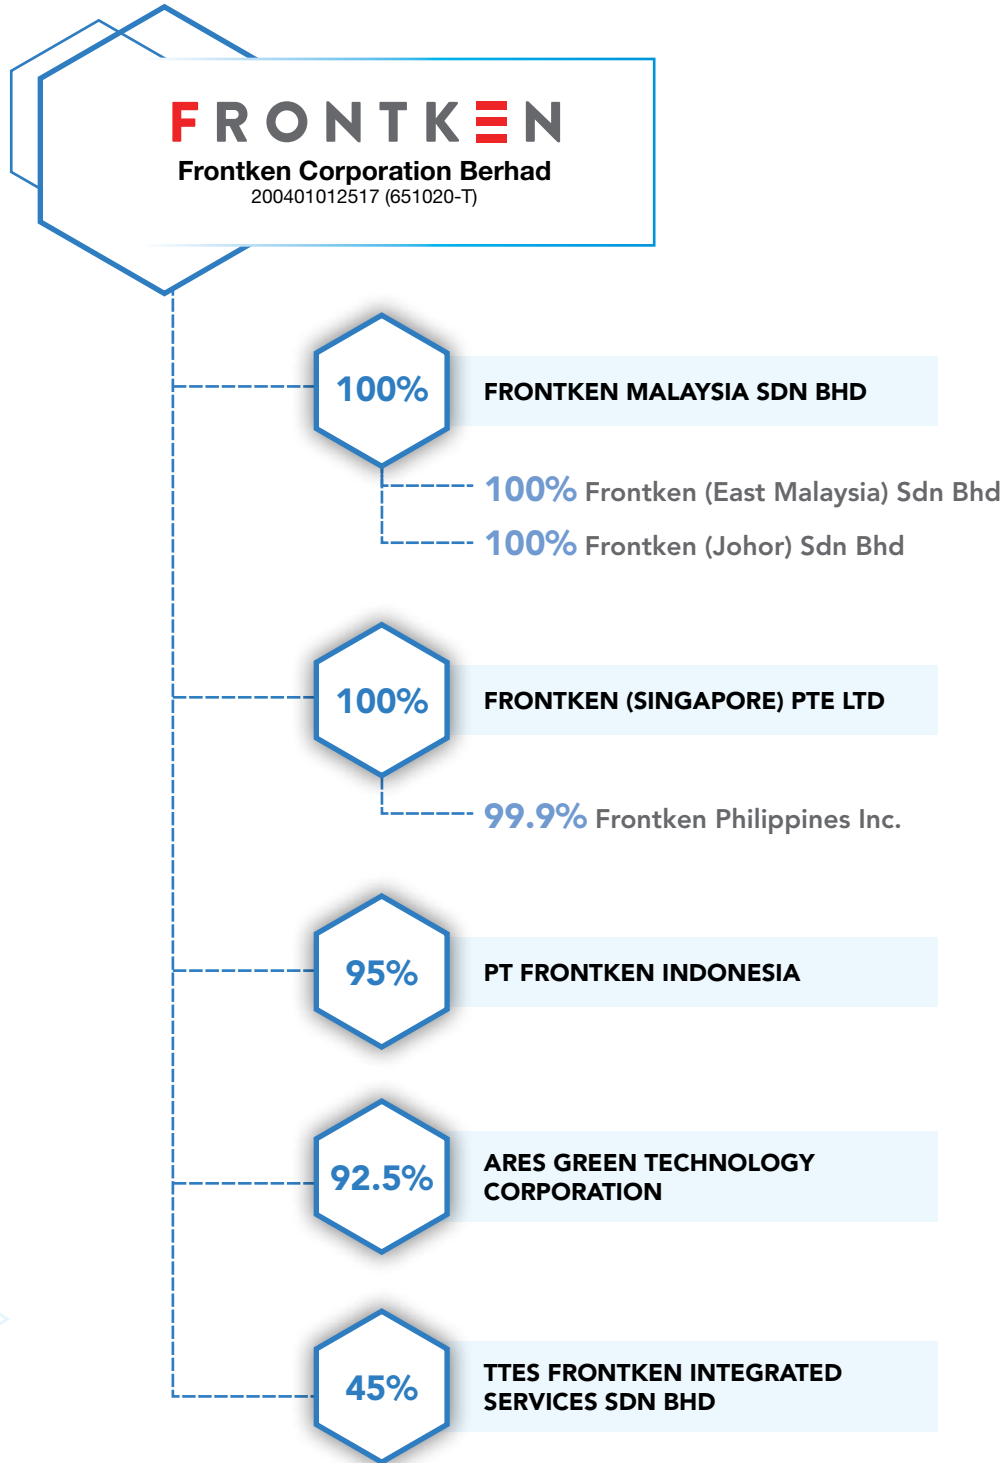 FRONTKEN
Frontken Corporation Berhad
200401012517 (651020-T)
100%
FRONTKEN MALAYSIA SDN BHD
100% Frontken (East Malaysia) Sdn Bhd
100% Frontken (Johor) Sdn Bhd
100%
FRONTKEN (SINGAPORE) PTE LTD
99.9% Frontken Philippines Inc.
95%
PT FRONTKEN INDONESIA
92.5%
ARES GREEN TECHNOLOGY
CORPORATION
45%
TTES FRONTKEN INTEGRATED
SERVICES SDN BHD